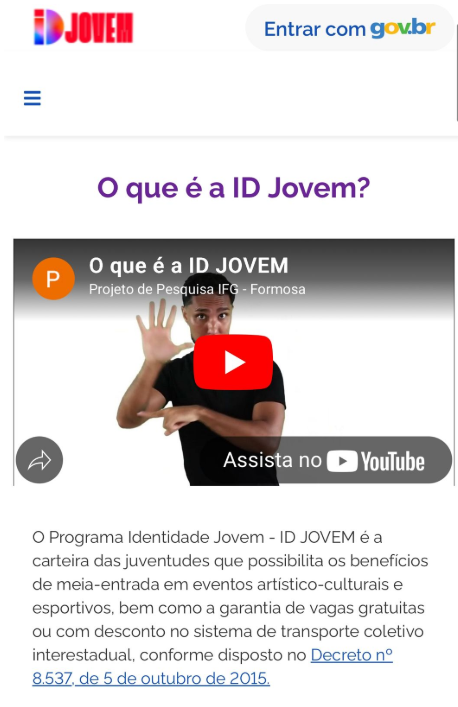 ID JOVEM
Entrar com gov.br
O que é a ID Jovem?
P
O que é a ID JOVEM
Projeto de Pesquisa IFG - Formosa
Assista no YouTube
O Programa Identidade Jovem - ID JOVEM é a
carteira das juventudes que possibilita os benefícios
de meia-entrada em eventos artístico-culturais e
esportivos, bem como a garantia de vagas gratuitas
ou com desconto no sistema de transporte coletivo
interestadual, conforme disposto no Decreto nº
8.537, de 5 de outubro de 2015.